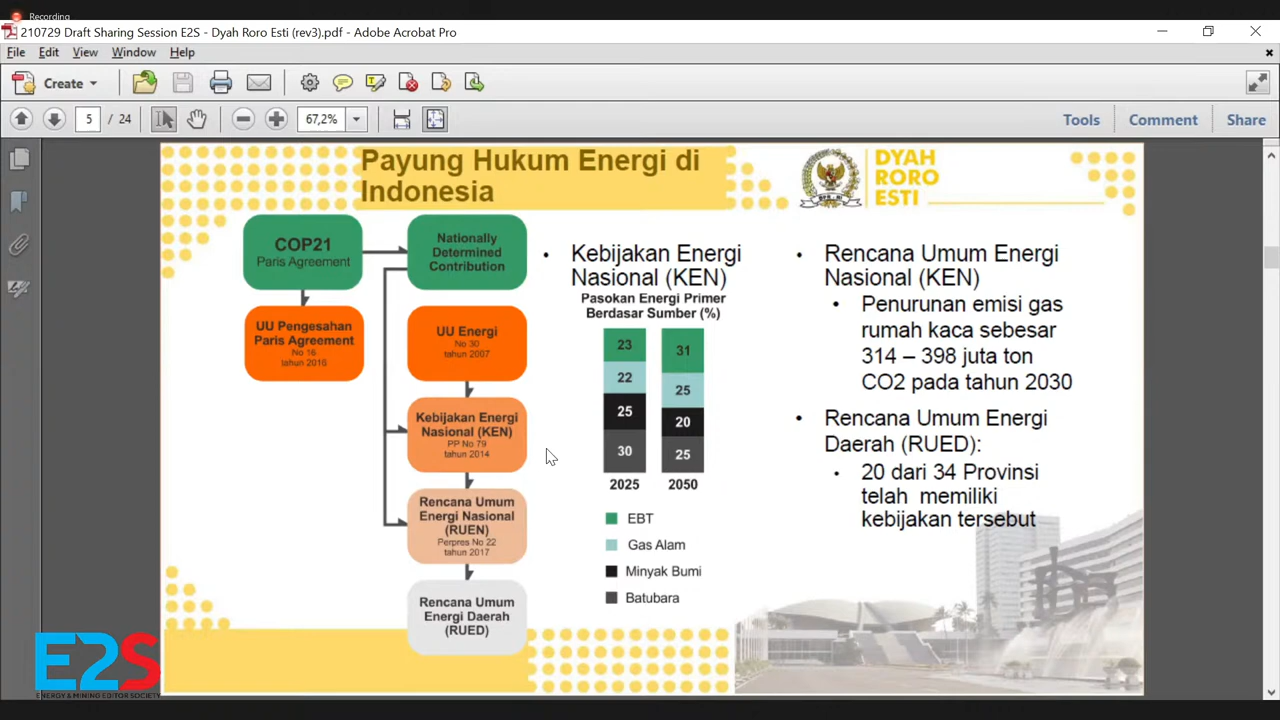 Recording
210729 Draft Sharing Session E2S - Dyah Roro Esti (rev3).pdf - Adobe Acrobat Pro
File Edit View Window Help
Create
5 / 24 67,2% Tools Comment Share
Payung Hukum Energi di
Indonesia
DYAH
RORO
ESTI
COP21
Paris Agreement
Nationally
Determined
Contribution
UU Pengesahan
Paris Agreement
No 16
tahun 2016
UU Energi
No 30
tahun 2007
Kebijakan Energi
Nasional (KEN)
PP No 79
tahun 2014
Rencana Umum
Energi Nasional
(RUEN)
Perpres No 22
tahun 2017
Rencana Umum
Energi Daerah
(RUED)
• Kebijakan Energi
Nasional (KEN)
Pasokan Energi Primer
Berdasar Sumber (%)
23 31
22 25
25 20
30 25
2025 2050
EBT
Gas Alam
Minyak Bumi
Batubara
• Rencana Umum Energi
Nasional (KEN)
• Penurunan emisi gas
rumah kaca sebesar
314 – 398 juta ton
CO2 pada tahun 2030
• Rencana Umum Energi
Daerah (RUED):
• 20 dari 34 Provinsi
telah memiliki
kebijakan tersebut
E2S
ENERGY & MINING EDITOR SOCIETY